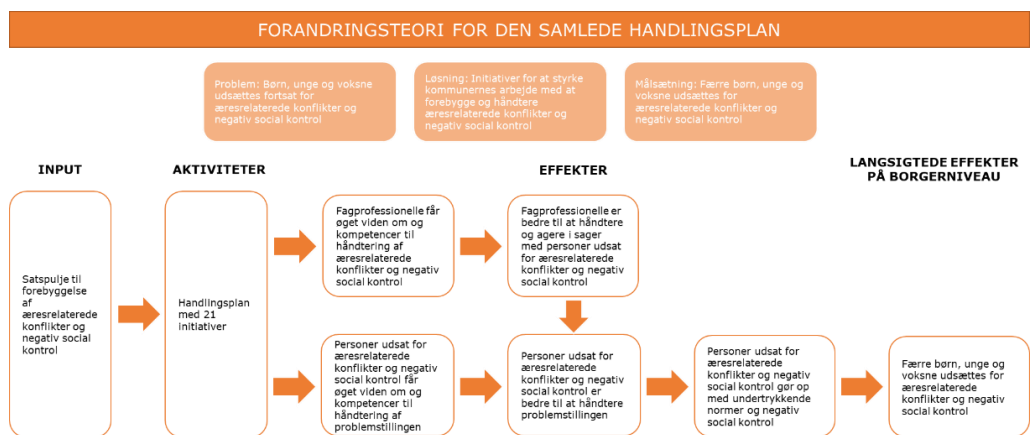 FORANDRINGSTEORI FOR DEN SAMLEDE HANDLINGSPLAN
Problem: Børn, unge og voksne
udsættes fortsat for
æresrelaterede konflikter og
negativ social kontrol
Løsning: Initiativer for at styrke
kommunernes arbejde med at
forebygge og håndtere
æresrelaterede konflikter og
negativ social kontrol
Målsætning: Færre børn, unge og
voksne udsættes for
æresrelaterede konflikter og
negativ social kontrol
INPUT
AKTIVITETER
EFFEKTER
LANGSIGTEDE EFFEKTER
PÅ BORGERNIVEAU
Satspulje til
forebyggelse
af
æresrelaterede
konflikter og
negativ social
kontrol
Handlingsplan
med 21
initiativer
Fagprofessionelle får
øget viden om og
kompetencer til
håndtering af
æresrelaterede
konflikter og negativ
social kontrol
Fagprofessionelle er
bedre til at håndtere
og agere i sager
med personer udsat
for æresrelaterede
konflikter og negativ
social kontrol
Personer udsat for
æresrelaterede
konflikter og negativ
social kontrol får
øget viden om og
kompetencer til
håndtering af
problemstillingen
Personer udsat for
æresrelaterede
konflikter og negativ
social kontrol er
bedre til at håndtere
problemstillingen
Personer udsat for
æresrelaterede
konflikter og negativ
social kontrol gør op
med undertrykkende
normer og negativ
social kontrol
Færre børn, unge og
voksne udsættes for
æresrelaterede
konflikter og negativ
social kontrol